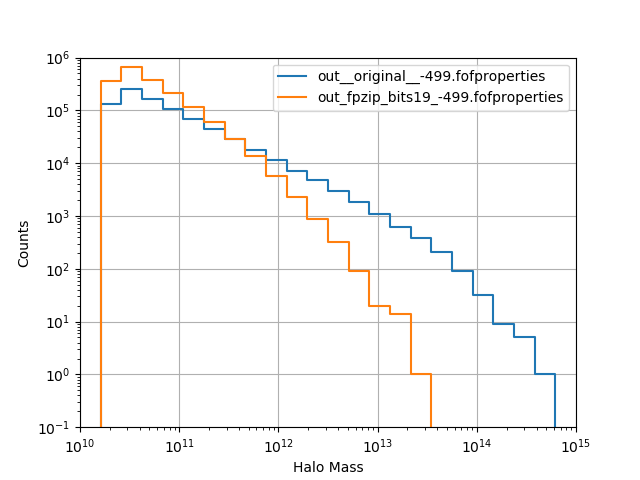 out__original__-499.fofproperties
out_fpzip_bits19_-499.fofproperties
10^6
10^5
10^4
10^3
10^2
10^1
10^0
10^-1
Counts
10^10 10^11 10^12 10^13 10^14 10^15
Halo Mass